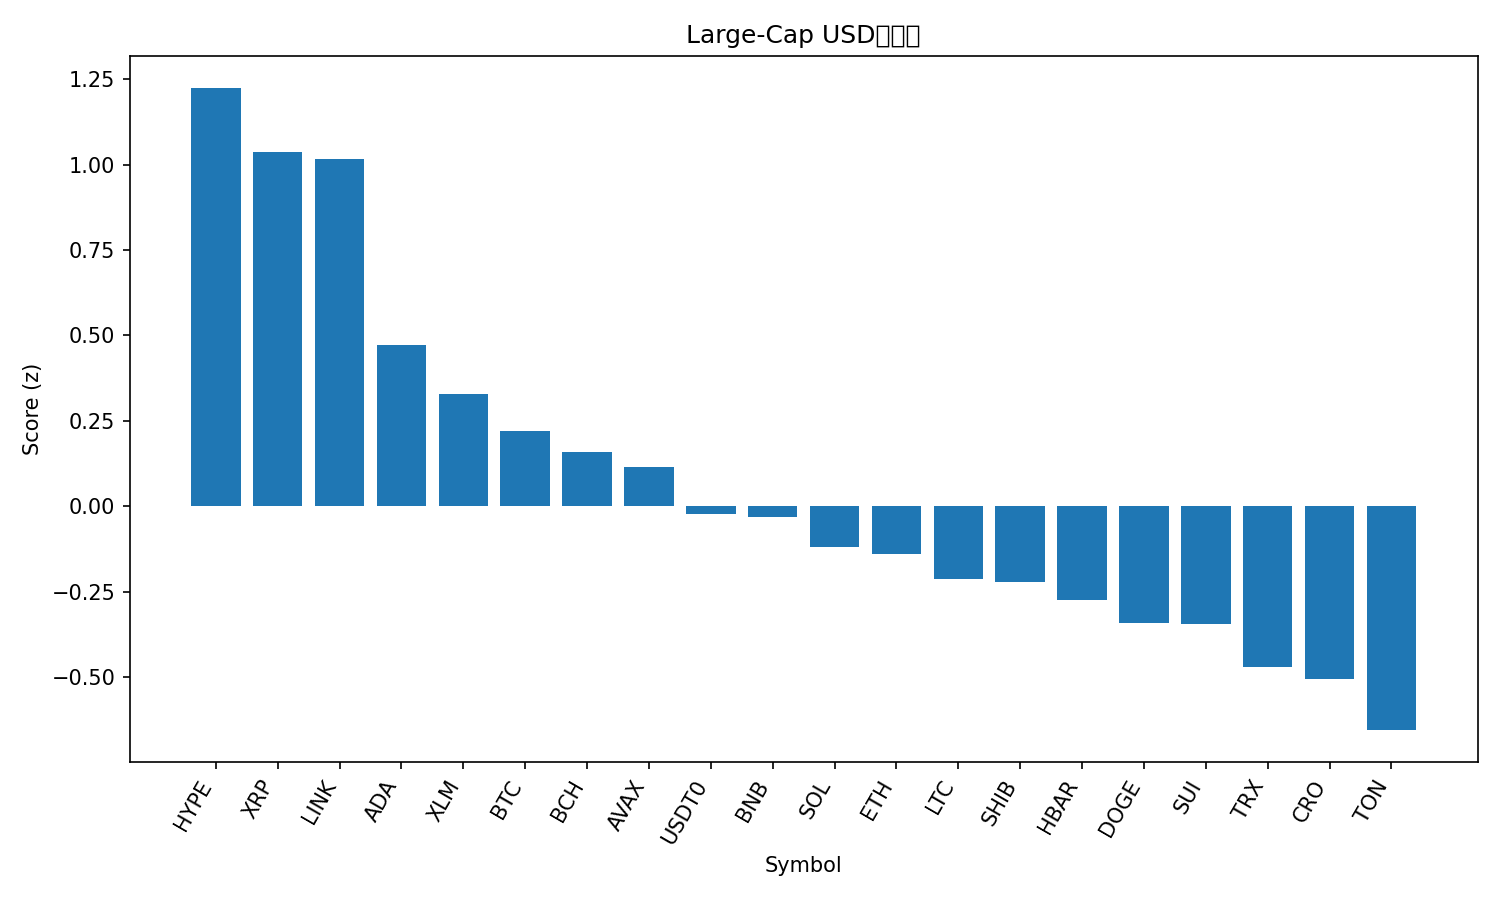 Large-Cap USD
1.25
1.00
0.75
0.50
0.25
0.00
−0.25
−0.50
Score (z)
HYPE
XRP
LINK
ADA
XLM
BTC
BCH
AVAX
USDT0
BNB
SOL
ETH
LTC
SHIB
HBAR
DOGE
SUI
TRX
CRO
TON
Symbol